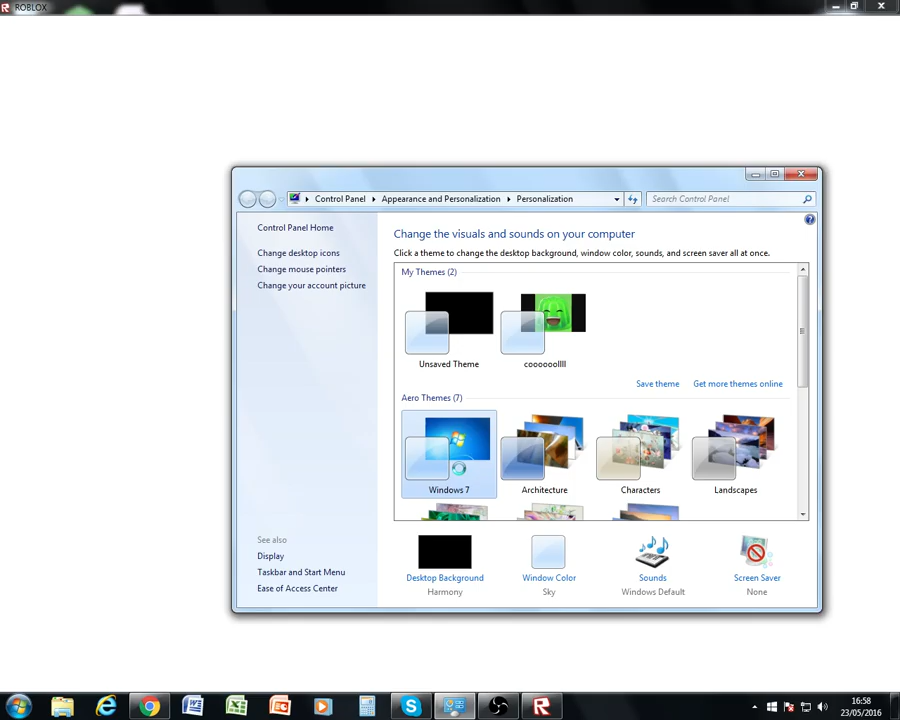 ROBLOX
Control Panel Appearance and Personalization Personalization
Search Control Panel
Control Panel Home
Change desktop icons
Change mouse pointers
Change your account picture
Change the visuals and sounds on your computer
Click a theme to change the desktop background, window color, sounds, and screen saver all at once.
My Themes (2)
Unsaved Theme
coooooollll
Save theme
Get more themes online
Aero Themes (7)
Windows 7
Architecture
Characters
Landscapes
See also
Display
Taskbar and Start Menu
Ease of Access Center
Desktop Background
Harmony
Window Color
Sky
Sounds
Windows Default
Screen Saver
None
16:58
23/05/2016